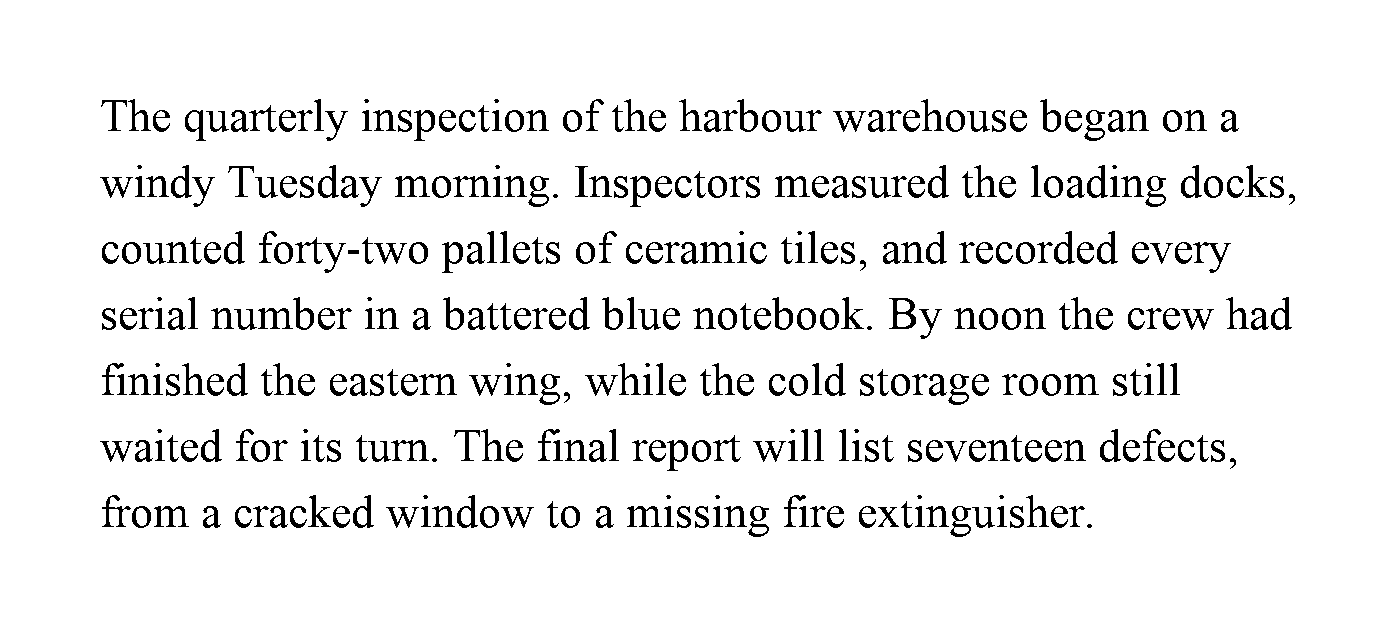 The quarterly inspection of the harbour warehouse began on a
windy Tuesday morning. Inspectors measured the loading docks,
counted forty-two pallets of ceramic tiles, and recorded every
serial number in a battered blue notebook. By noon the crew had
finished the eastern wing, while the cold storage room still
waited for its turn. The final report will list seventeen defects,
from a cracked window to a missing fire extinguisher.